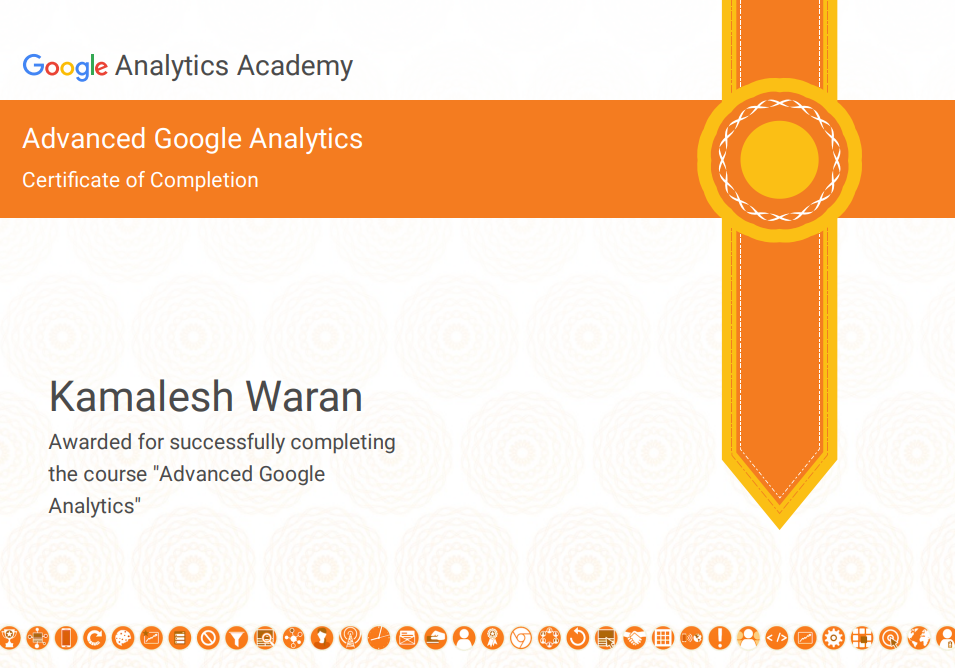 Google Analytics Academy
Advanced Google Analytics
Certificate of Completion
Kamalesh Waran
Awarded for successfully completing
the course "Advanced Google
Analytics"